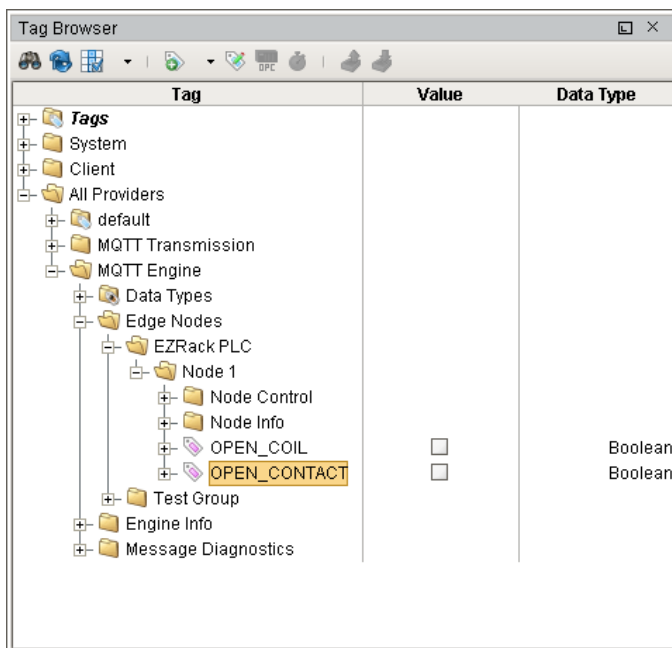 Tag Browser
OPC
Tag Value Data Type
Tags
System
Client
All Providers
default
MQTT Transmission
MQTT Engine
Data Types
Edge Nodes
EZRack PLC
Node 1
Node Control
Node Info
OPEN_COIL Boolean
OPEN_CONTACT Boolean
Test Group
Engine Info
Message Diagnostics